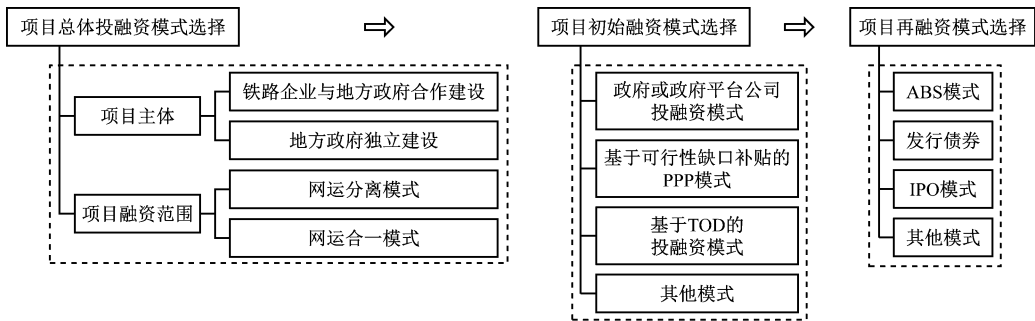 项目总体投融资模式选择
项目主体
铁路企业与地方政府合作建设
地方政府独立建设
项目融资范围
网运分离模式
网运合一模式
项目初始融资模式选择
政府或政府平台公司
投融资模式
基于可行性缺口补贴的
PPP模式
基于TOD的
投融资模式
其他模式
项目再融资模式选择
ABS模式
发行债券
IPO模式
其他模式